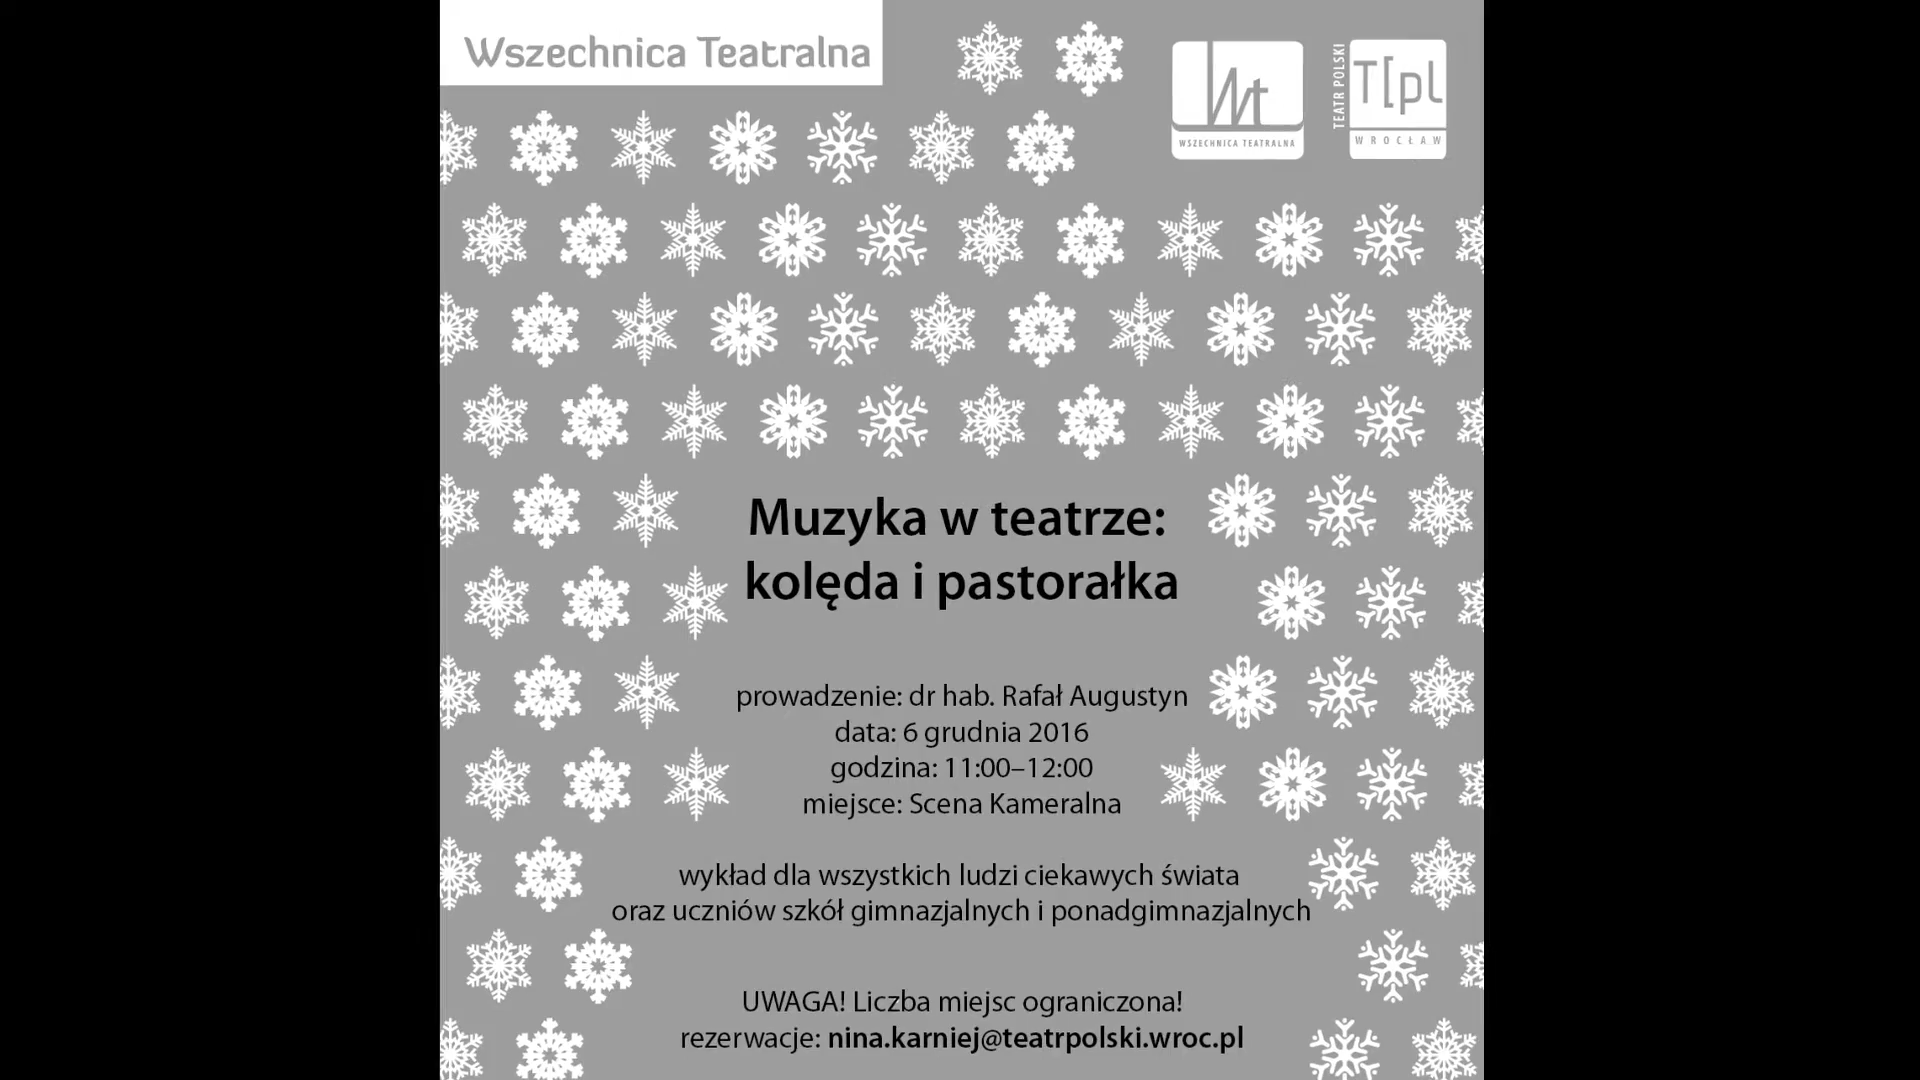 Wszechnica Teatralna
Wt
WSZECHNICA TEATRALNA
TEATR POLSKI
T[pl
WROCŁAW
Muzyka w teatrze:
kolęda i pastorałka
prowadzenie: dr hab. Rafał Augustyn
data: 6 grudnia 2016
godzina: 11:00–12:00
miejsce: Scena Kameralna
wykład dla wszystkich ludzi ciekawych świata
oraz uczniów szkół gimnazjalnych i ponadgimnazjalnych
UWAGA! Liczba miejsc ograniczona!
rezerwacje: nina.karniej@teatrpolski.wroc.pl